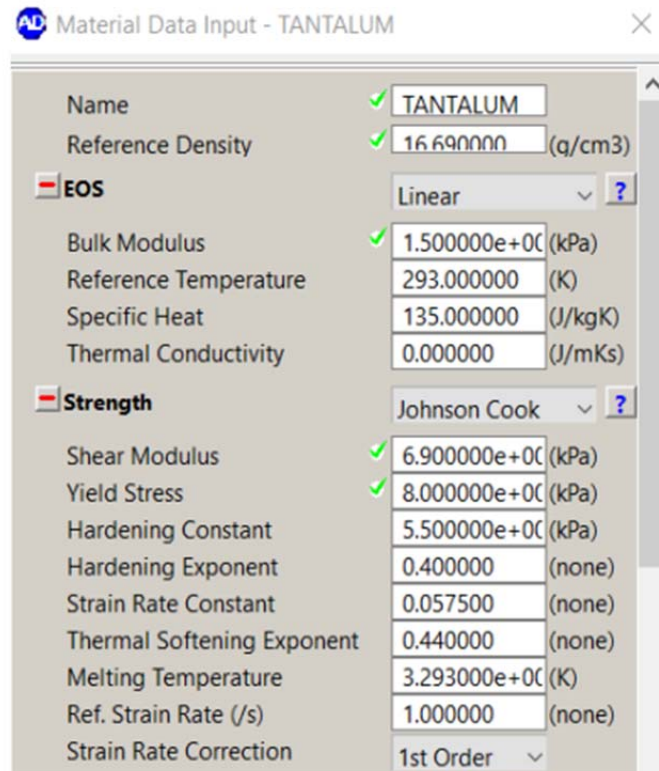 AD Material Data Input - TANTALUM
Name TANTALUM
Reference Density 16.690000 (g/cm3)
EOS Linear ?
Bulk Modulus 1.500000e+0 (kPa)
Reference Temperature 293.000000 (K)
Specific Heat 135.000000 (J/kgK)
Thermal Conductivity 0.000000 (J/mKs)
Strength Johnson Cook ?
Shear Modulus 6.900000e+0 (kPa)
Yield Stress 8.000000e+0 (kPa)
Hardening Constant 5.500000e+0 (kPa)
Hardening Exponent 0.400000 (none)
Strain Rate Constant 0.057500 (none)
Thermal Softening Exponent 0.440000 (none)
Melting Temperature 3.293000e+0 (K)
Ref. Strain Rate (/s) 1.000000 (none)
Strain Rate Correction 1st Order